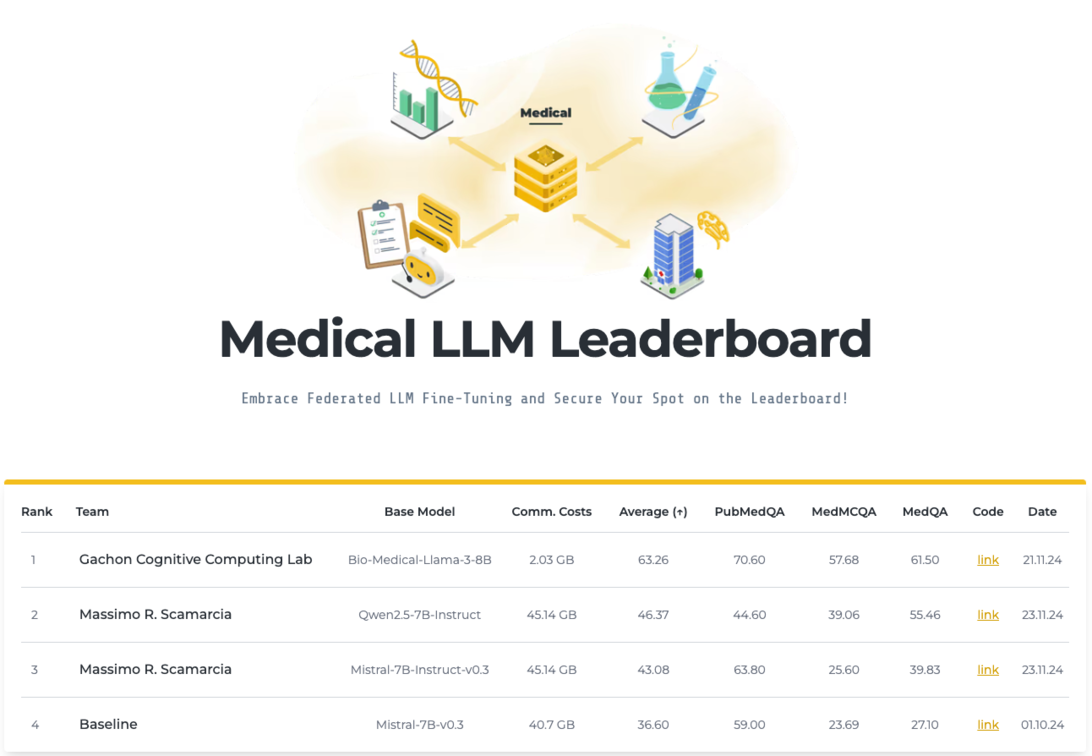 Medical
Medical LLM Leaderboard
Embrace Federated LLM Fine-Tuning and Secure Your Spot on the Leaderboard!
Rank Team Base Model Comm. Costs Average (↑) PubMedQA MedMCQA MedQA Code Date
1 Gachon Cognitive Computing Lab Bio-Medical-Llama-3-8B 2.03 GB 63.26 70.60 57.68 61.50 link 21.11.24
2 Massimo R. Scamarcia Qwen2.5-7B-Instruct 45.14 GB 46.37 44.60 39.06 55.46 link 23.11.24
3 Massimo R. Scamarcia Mistral-7B-Instruct-v0.3 45.14 GB 43.08 63.80 25.60 39.83 link 23.11.24
4 Baseline Mistral-7B-v0.3 40.7 GB 36.60 59.00 23.69 27.10 link 01.10.24